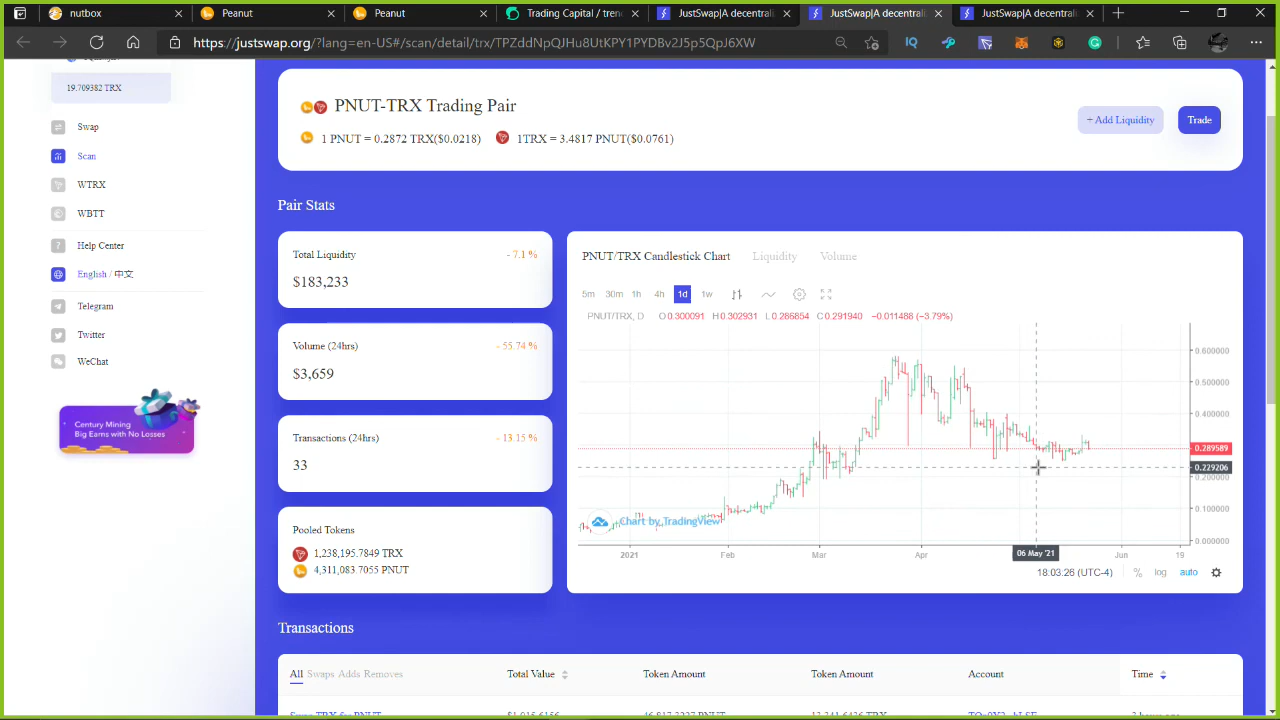 nutbox
Peanut
Peanut
Trading Capital / tren
JustSwap|A decentrali
JustSwap|A decentrali
JustSwap|A decentrali
https://justswap.org/?lang=en-US#/scan/detail/trx/TPZddNpQJHu8UtKPY1PYDBv2J5p5QpJ6XW
19.709382 TRX
Swap
Scan
WTRX
WBTT
Help Center
English / 中文
Telegram
Twitter
WeChat
Century Mining
Big Earns with No Losses
PNUT-TRX Trading Pair
1 PNUT = 0.2872 TRX($0.0218) 1TRX = 3.4817 PNUT($0.0761)
+ Add Liquidity
Trade
Pair Stats
Total Liquidity - 7.1 %
$183,233
Volume (24hrs) - 55.74 %
$3,659
Transactions (24hrs) - 13.15 %
33
Pooled Tokens
1,238,195.7849 TRX
4,311,083.7055 PNUT
PNUT/TRX Candlestick Chart Liquidity Volume
5m 30m 1h 4h 1d 1w
PNUT/TRX, D O0.300091 H0.302931 L0.286854 C0.291940 −0.011488 (−3.79%)
0.600000
0.500000
0.400000
0.289589
0.229206
0.200000
0.100000
0.000000
Chart by TradingView
2021 Feb Mar Apr 06 May '21 Jun 19
18:03:26 (UTC-4) % log auto
Transactions
All Swaps Adds Removes Total Value Token Amount Token Amount Account Time